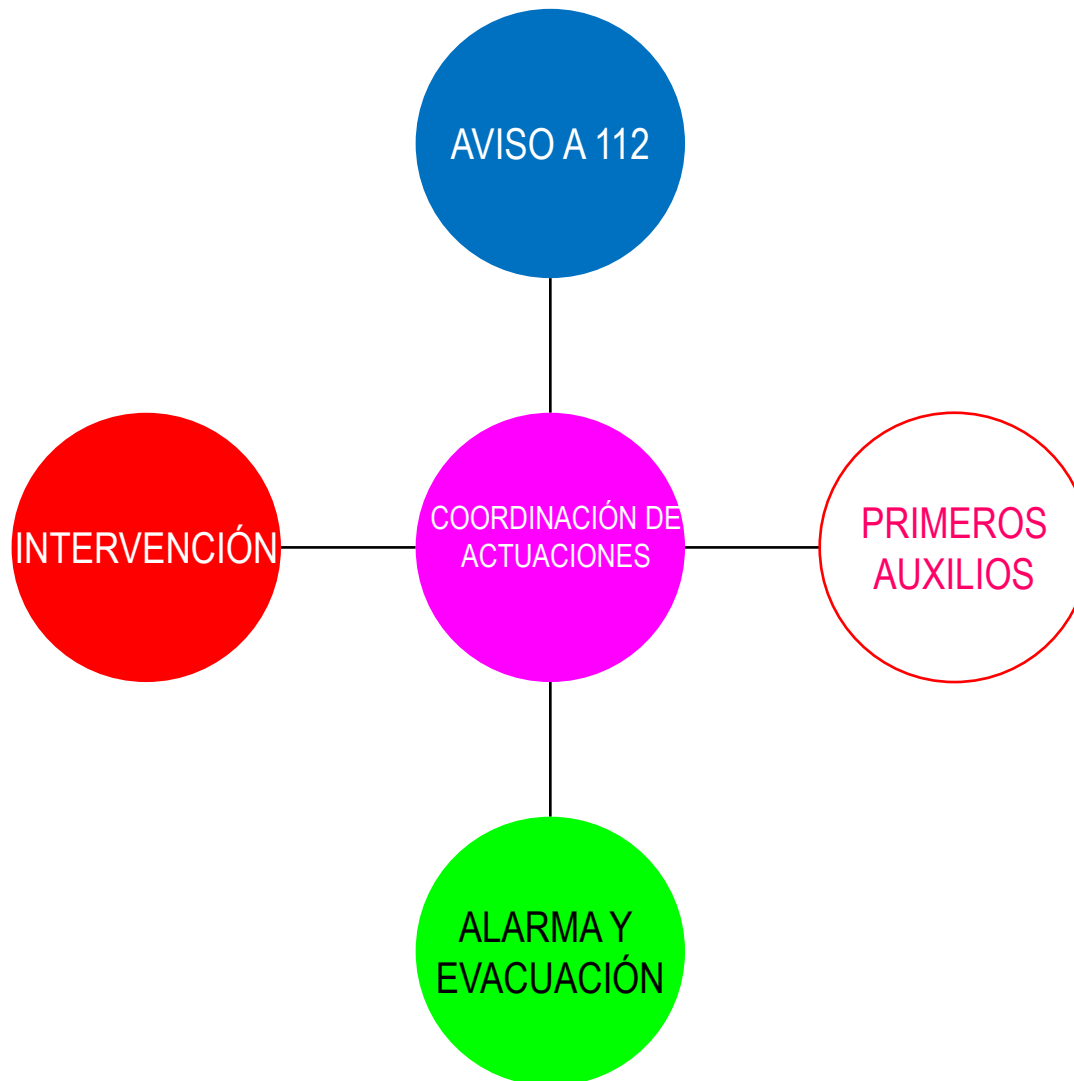 AVISO A 112
INTERVENCIÓN
COORDINACIÓN DE
ACTUACIONES
PRIMEROS
AUXILIOS
ALARMA Y
EVACUACIÓN